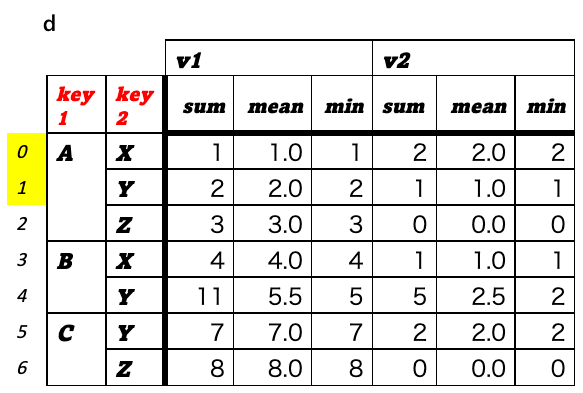 d
v1 v2
key 1 key 2 sum mean min sum mean min
0 A X 1 1.0 1 2 2.0 2
1 Y 2 2.0 2 1 1.0 1
2 Z 3 3.0 3 0 0.0 0
3 B X 4 4.0 4 1 1.0 1
4 Y 11 5.5 5 5 2.5 2
5 C Y 7 7.0 7 2 2.0 2
6 Z 8 8.0 8 0 0.0 0